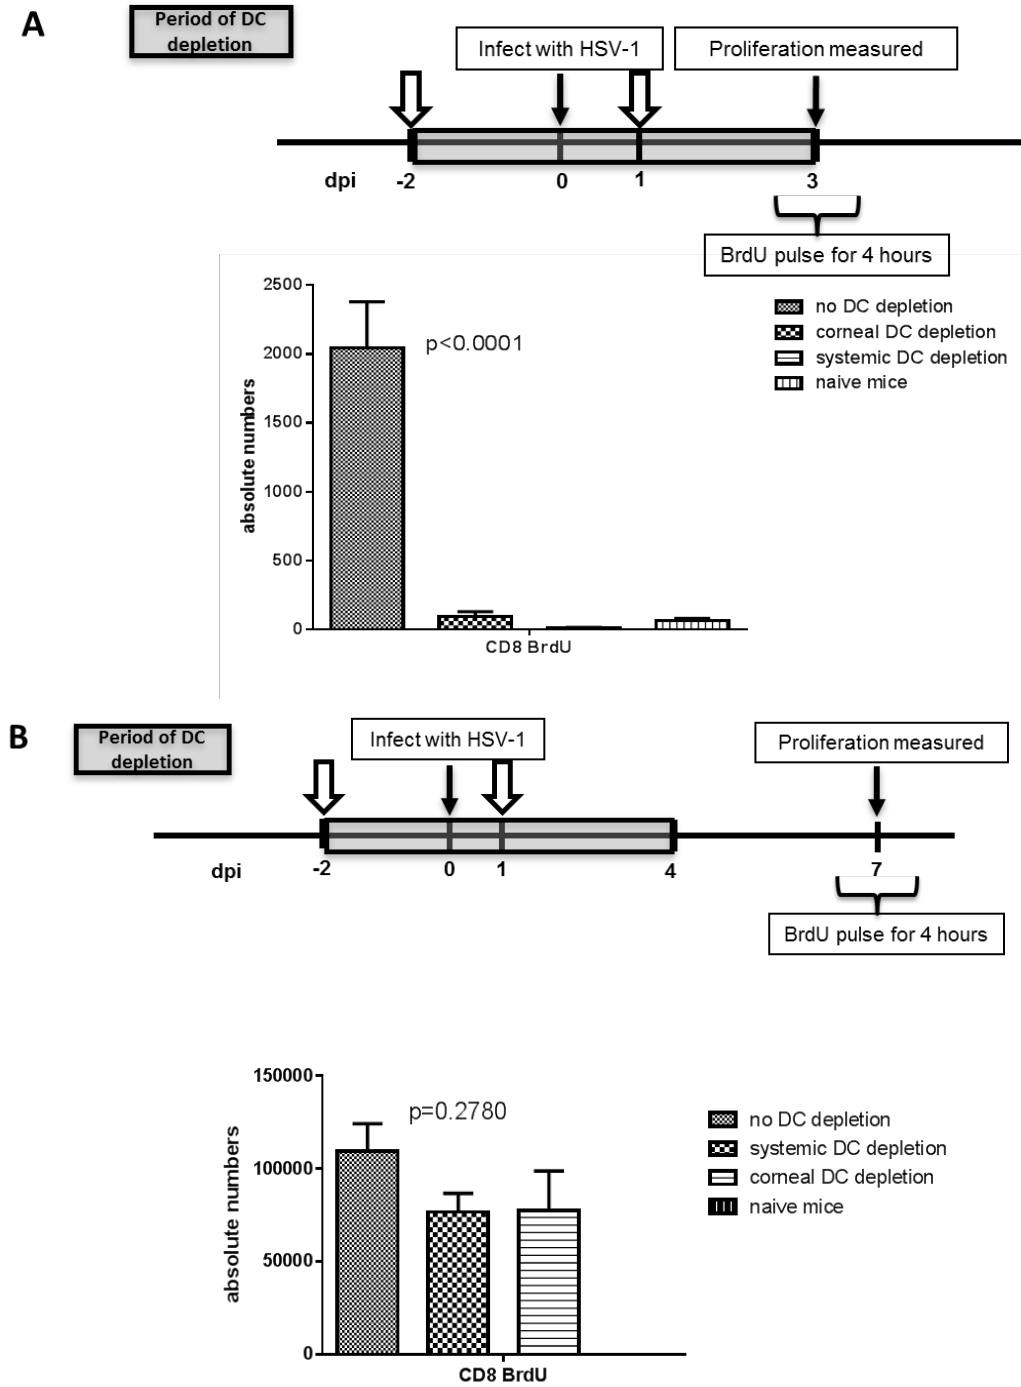 A
Period of DC
depletion
Infect with HSV-1
Proliferation measured
dpi
-2
0
1
3
BrdU pulse for 4 hours
2500
2000
1500
1000
500
0
absolute numbers
p<0.0001
CD8 BrdU
no DC depletion
corneal DC depletion
systemic DC depletion
naive mice
B
Period of DC
depletion
Infect with HSV-1
Proliferation measured
dpi
-2
0
1
4
7
BrdU pulse for 4 hours
150000
100000
50000
0
absolute numbers
p=0.2780
CD8 BrdU
no DC depletion
systemic DC depletion
corneal DC depletion
naive mice